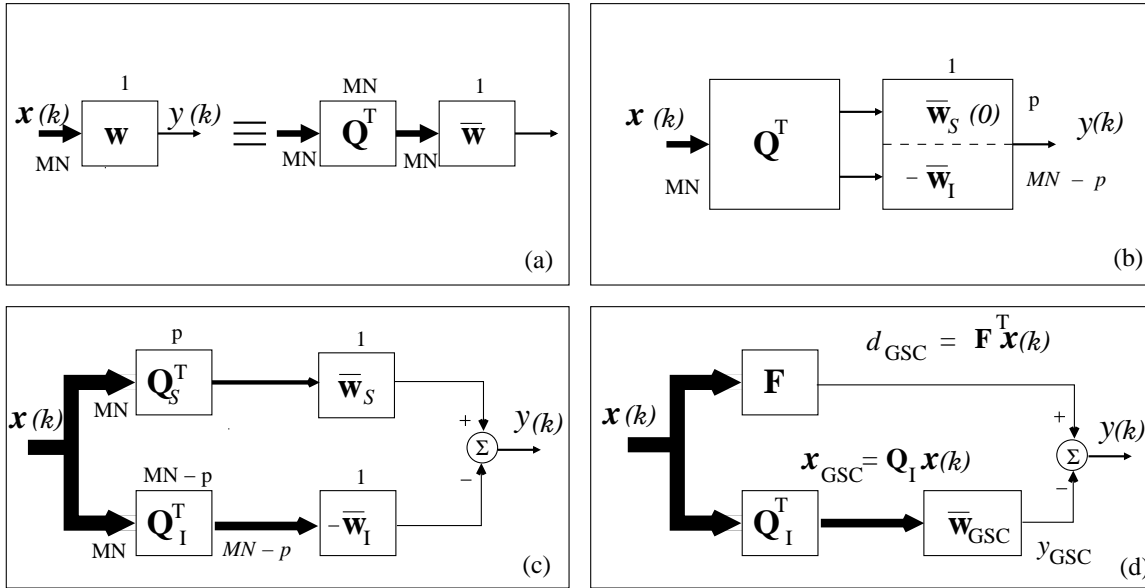 1
x(k)
w
y(k)
MN
≡
MN
Q^T
MN
MN
1
w̅
(a)
x(k)
MN
Q^T
1
w̅_S(0)
- w̅_I
p
y(k)
MN - p
(b)
x(k)
p
MN
Q_S^T
1
w̅_S
+
Σ
y(k)
−
MN - p
MN
Q_I^T
MN - p
1
-w̅_I
(c)
d_GSC = F^T x(k)
x(k)
F
+
Σ
y(k)
−
x_GSC = Q_I x(k)
Q_I^T
w̅_GSC
y_GSC
(d)